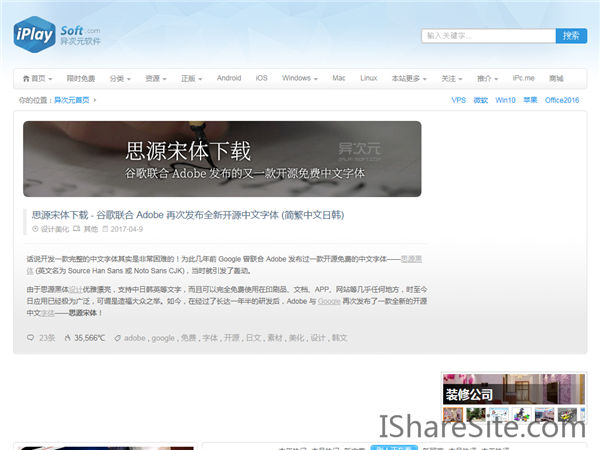 iPlay Soft.com
异次元软件
输入关键字... 搜索
首页 限时免费 分类 资源 正版 Android iOS Windows Mac Linux 本站更多 关注 推介 iPc.me 商城
你的位置：异次元首页 VPS 微软 Win10 苹果 Office2016
思源宋体下载
异次元
谷歌联合 Adobe 发布的又一款开源免费中文字体
思源宋体下载 - 谷歌联合 Adobe 再次发布全新开源中文字体 (简繁中文日韩)
设计美化 其他 2017-04-9
话说开发一款完整的中文字体其实是非常困难的！为此几年前 Google 曾联合 Adobe 发布过一款开源免费的中文字体——思源黑
体 (英文名为 Source Han Sans 或 Noto Sans CJK)，当时就引发了轰动。
由于思源黑体设计优雅漂亮，支持中日韩英等文字，而且可以完全免费使用在印刷品、文档、APP、网站等几乎任何地方，时至今
日应用已经极为广泛，可谓是造福大众之举。如今，在经过了长达一年半的研发后，Adobe 与 Google 再次发布了一款全新的开源
中文字体——思源宋体！
23条 35,566℃ adobe , google , 免费 , 字体 , 开源 , 日文 , 素材 , 美化 , 设计 , 韩文
装修公司
IShareSite.com